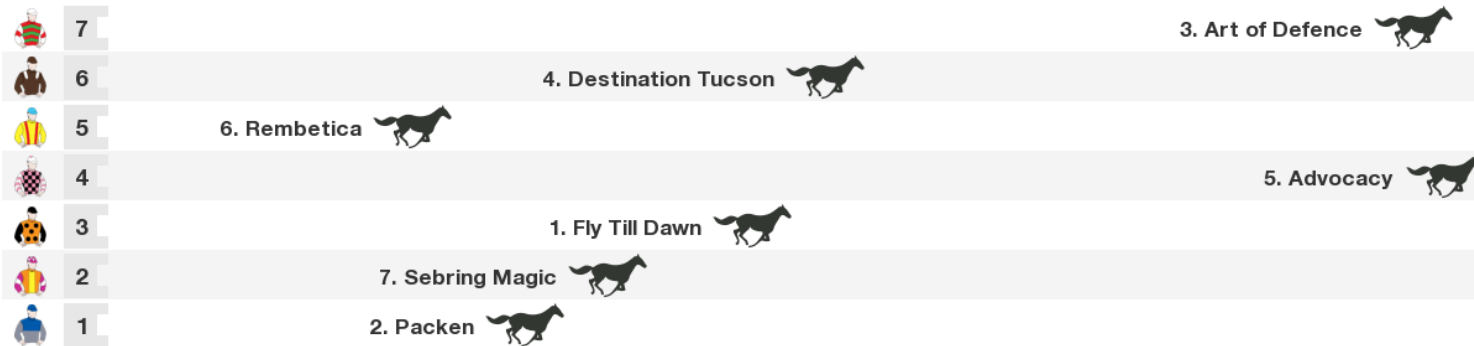 7 3. Art of Defence
6 4. Destination Tucson
5 6. Rembetica
4 5. Advocacy
3 1. Fly Till Dawn
2 7. Sebring Magic
1 2. Packen